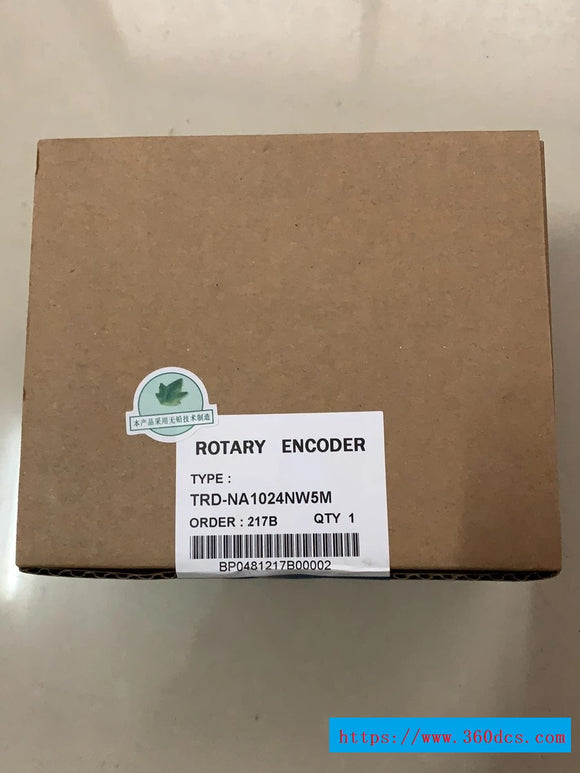 本产品采用无铅技术制造
ROTARY ENCODER
TYPE :
TRD-NA1024NW5M
ORDER : 217B QTY 1
BP0481217B00002
https://www.360dcs.com